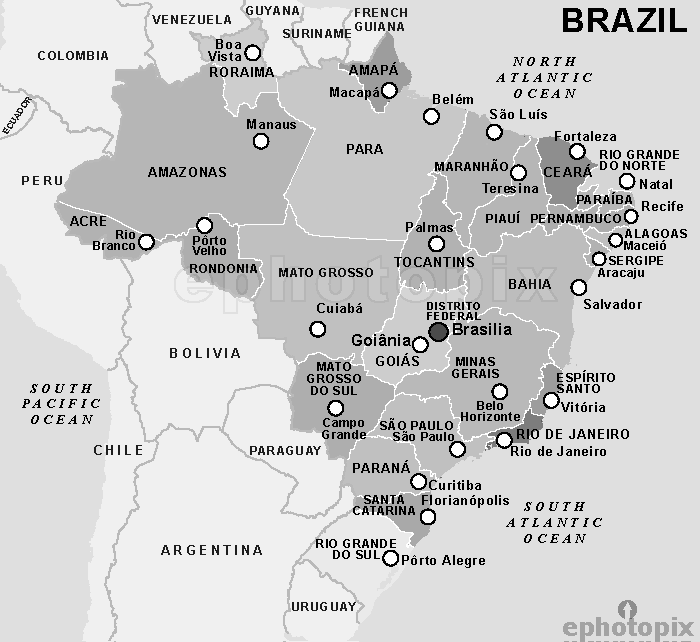 BRAZIL
VENEZUELA
GUYANA
SURINAME
FRENCH
GUIANA
COLOMBIA
ECUADOR
PERU
Boa
Vista
RORAIMA
AMAPÁ
Macapá
NORTH
ATLANTIC
OCEAN
Manaus
AMAZONAS
PARA
Belém
São Luís
MARANHÃO
Teresina
Fortaleza
CEARÁ
RIO GRANDE
DO NORTE
Natal
PARAÍBA
PIAUÍ
PERNAMBUCO
Recife
ALAGOAS
Maceió
SERGIPE
Aracaju
ACRE
Rio
Branco
Pôrto
Velho
RONDONIA
MATO GROSSO
Palmas
TOCANTINS
BAHIA
Salvador
ephotopix
Cuiabá
DISTRITO
FEDERAL
Brasilia
Goiânia
GOIÁS
BOLIVIA
MATO
GROSSO
DO SUL
Campo
Grande
MINAS
GERAIS
Belo
Horizonte
ESPÍRITO
SANTO
Vitória
SOUTH
PACIFIC
OCEAN
CHILE
PARAGUAY
SÃO PAULO
São Paulo
RIO DE JANEIRO
Rio de Janeiro
PARANÁ
Curitiba
SANTA
CATARINA
Florianópolis
SOUTH
ATLANTIC
OCEAN
ARGENTINA
RIO GRANDE
DO SUL
Pôrto Alegre
URUGUAY
ephotopix